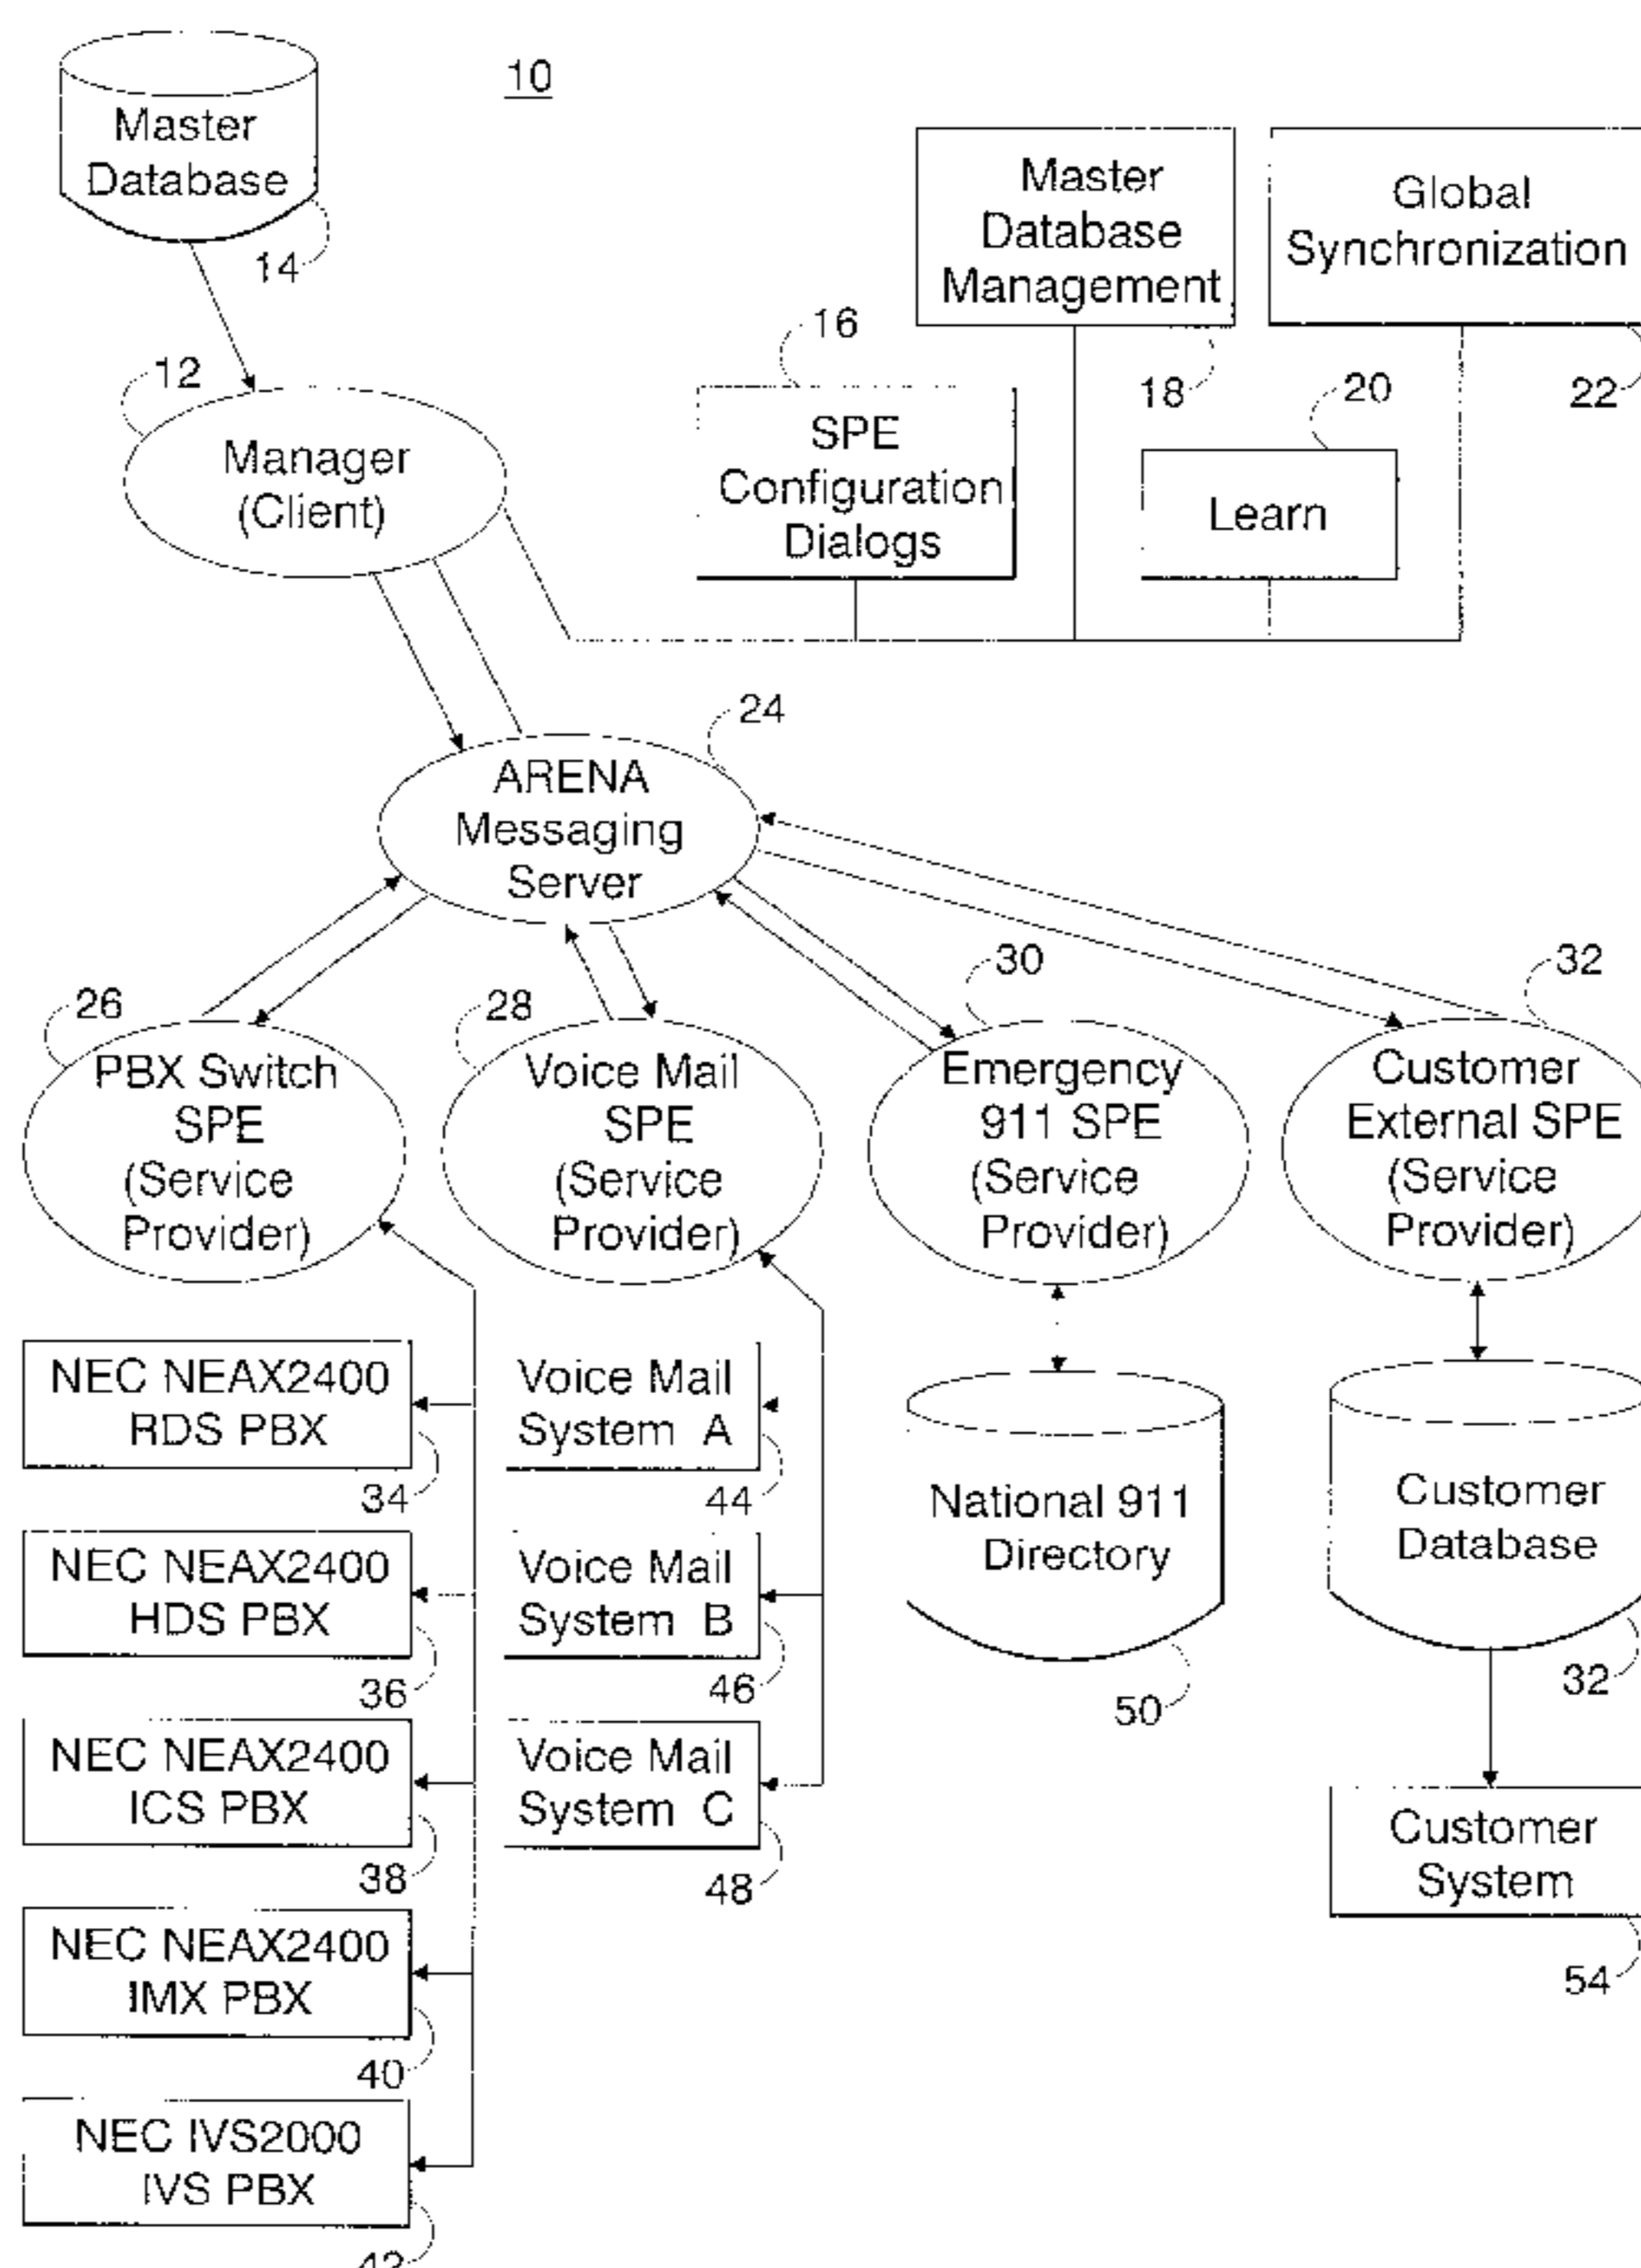 10
Master
Database
14
Master
Database
Management
18
Global
Synchronization
22
16
SPE
Configuration
Dialogs
20
Learn
12
Manager
(Client)
24
ARENA
Messaging
Server
26
PBX Switch
SPE
(Service
Provider)
28
Voice Mail
SPE
(Service
Provider)
30
Emergency
911 SPE
(Service
Provider)
32
Customer
External SPE
(Service
Provider)
NEC NEAX2400
RDS PBX
34
NEC NEAX2400
HDS PBX
36
NEC NEAX2400
ICS PBX
38
NEC NEAX2400
IMX PBX
40
NEC IVS2000
IVS PBX
42
Voice Mail
System A
44
Voice Mail
System B
46
Voice Mail
System C
48
National 911
Directory
50
Customer
Database
32
Customer
System
54